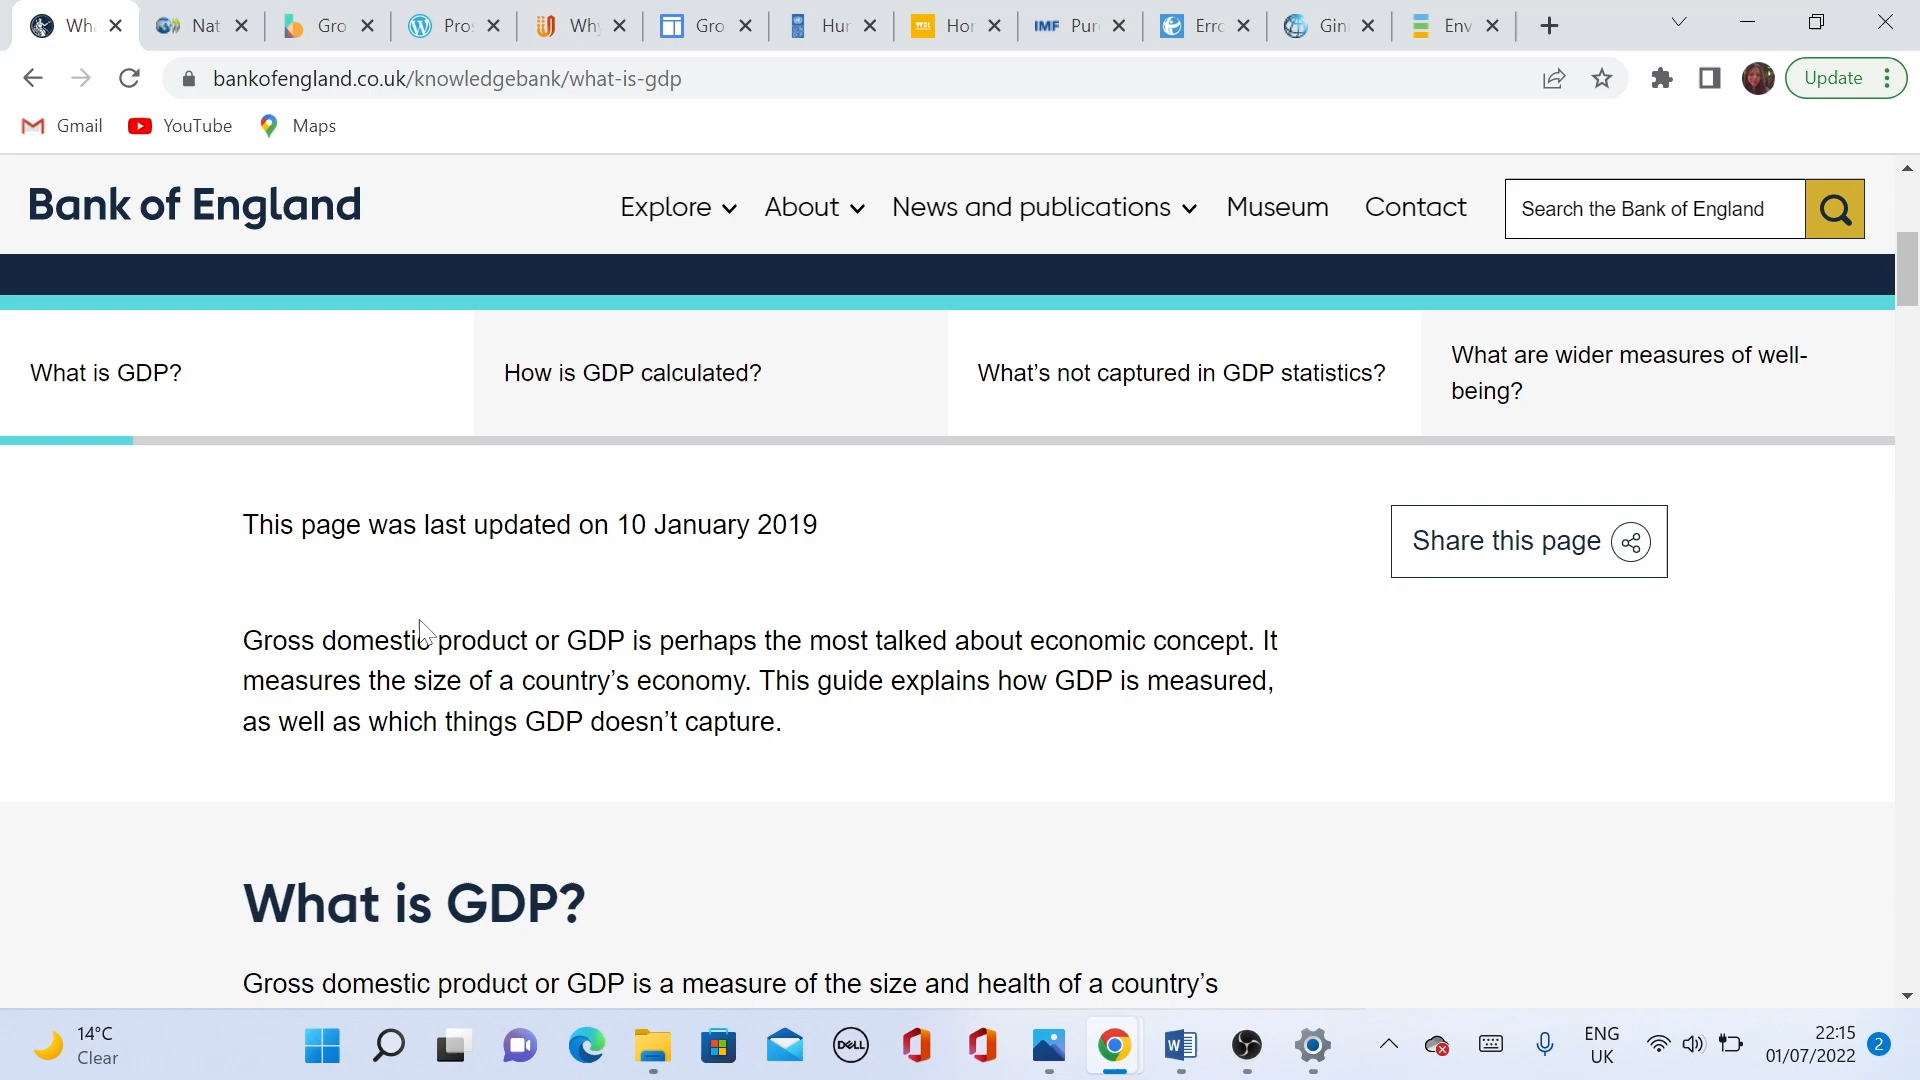 Wh
Nat
Gro
Pro
Why
Gro
Hur
Hor
IMF Pur
Erro
Gin
Env
bankofengland.co.uk/knowledgebank/what-is-gdp
Update
Gmail
YouTube
Maps
Bank of England
Explore
About
News and publications
Museum
Contact
Search the Bank of England
What is GDP?
How is GDP calculated?
What's not captured in GDP statistics?
What are wider measures of well-
being?
This page was last updated on 10 January 2019
Share this page
Gross domestic product or GDP is perhaps the most talked about economic concept. It
measures the size of a country's economy. This guide explains how GDP is measured,
as well as which things GDP doesn't capture.
What is GDP?
Gross domestic product or GDP is a measure of the size and health of a country's
14°C
Clear
DELL
W
ENG
UK
22:15
01/07/2022
2